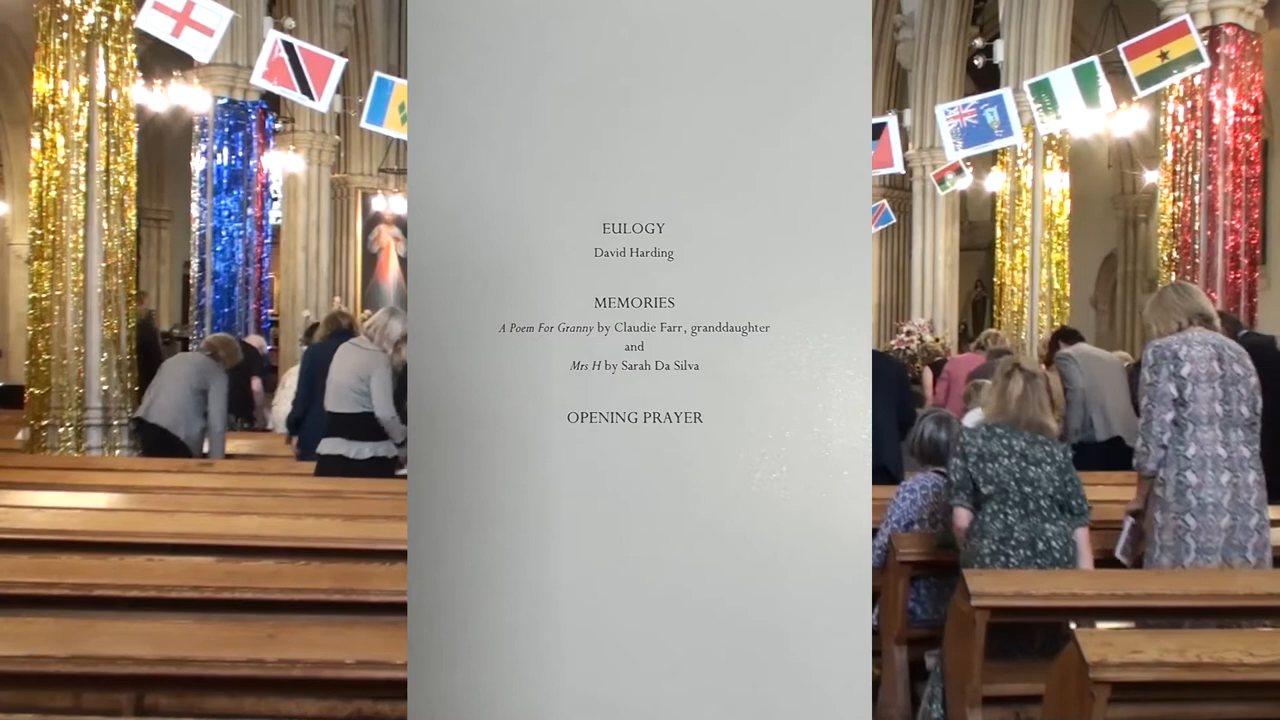 EULOGY
David Harding
MEMORIES
A Poem For Granny by Claudie Farr, granddaughter
and
Mrs H by Sarah Da Silva
OPENING PRAYER